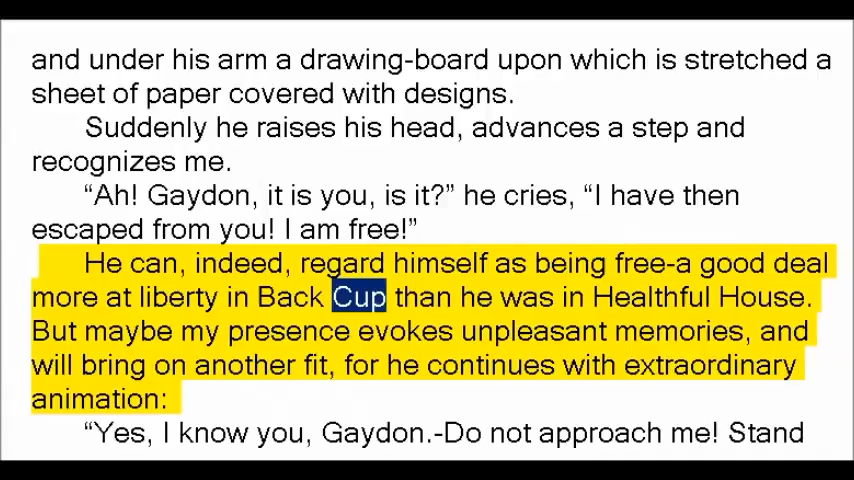 and under his arm a drawing-board upon which is stretched a
sheet of paper covered with designs.
Suddenly he raises his head, advances a step and
recognizes me.
“Ah! Gaydon, it is you, is it?” he cries, “I have then
escaped from you! I am free!”
He can, indeed, regard himself as being free-a good deal
more at liberty in Back Cup than he was in Healthful House.
But maybe my presence evokes unpleasant memories, and
will bring on another fit, for he continues with extraordinary
animation:
“Yes, I know you, Gaydon.-Do not approach me! Stand